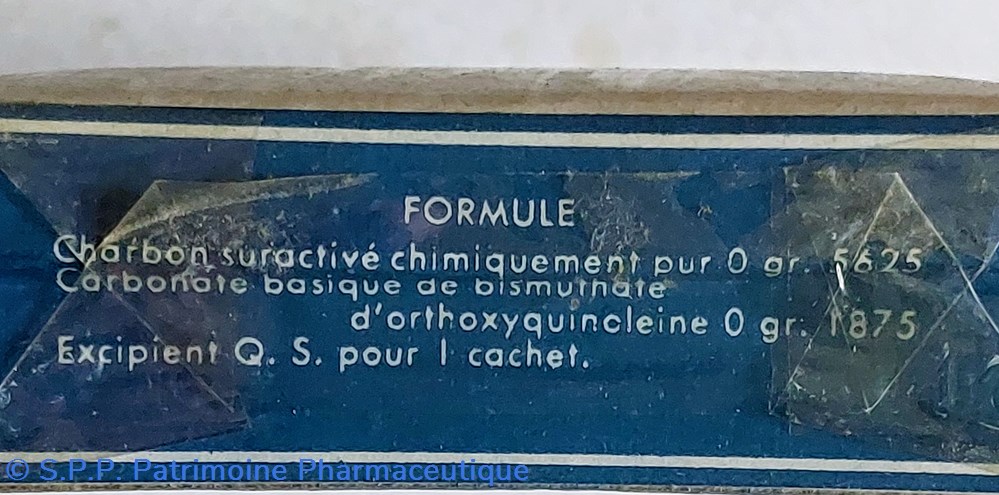 FORMULE
Charbon suractivé chimiquement pur 0 gr. 5625
Carbonate basique de bismuthate
d'orthoxyquincleine 0 gr. 1875
Excipient Q. S. pour 1 cachet.
© S.P.P. Patrimoine Pharmaceutique